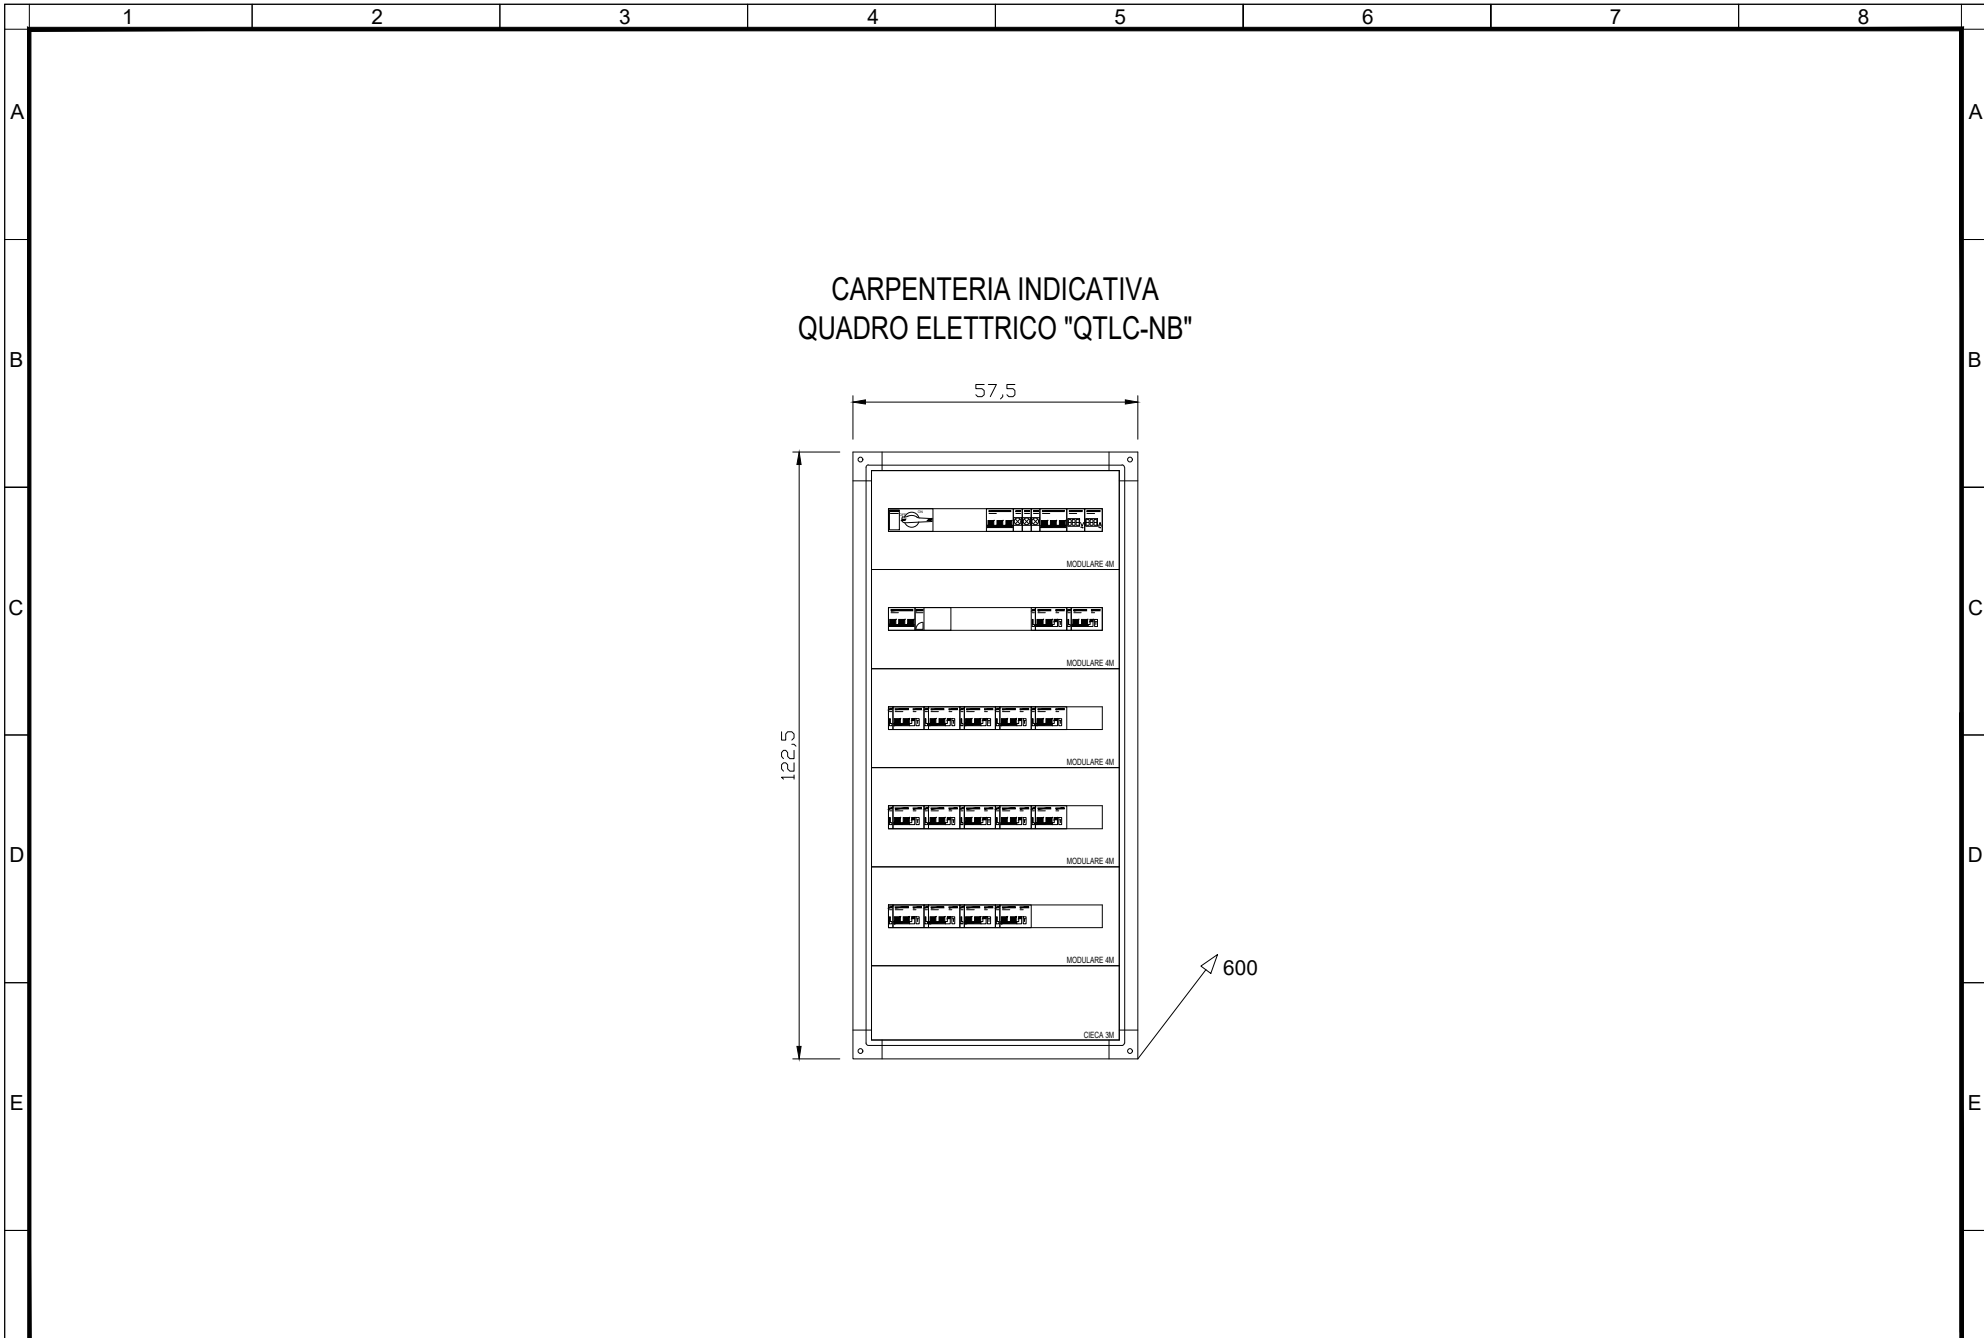 1 2 3 4 5 6 7 8
A A
CARPENTERIA INDICATIVA
QUADRO ELETTRICO "QTLC-NB"
B B
57,5
MODULARE 4M
C C
MODULARE 4M
122,5
MODULARE 4M
D D
MODULARE 4M
MODULARE 4M
600
CIECA 3M
E E